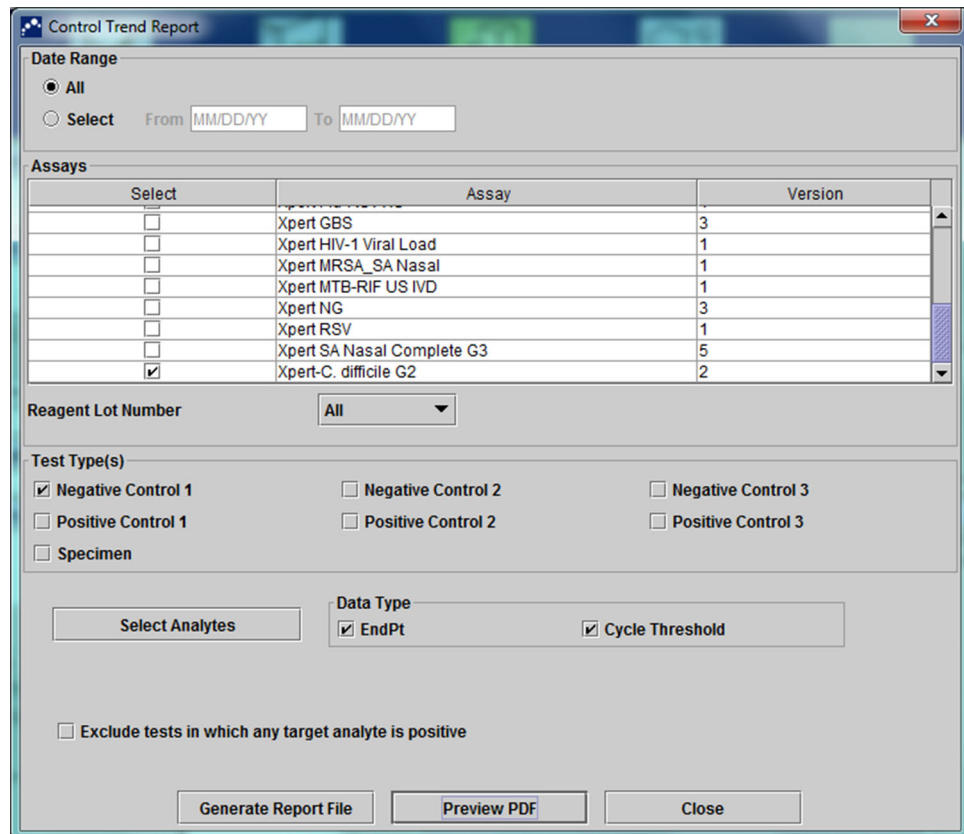 Control Trend Report
Date Range
All
Select From MM/DD/YY To MM/DD/YY
Assays
Select Assay Version
Xpert GBS 3
Xpert HIV-1 Viral Load 1
Xpert MRSA_SA Nasal 1
Xpert MTB-RIF US IVD 1
Xpert NG 3
Xpert RSV 1
Xpert SA Nasal Complete G3 5
Xpert-C. difficile G2 2
Reagent Lot Number All
Test Type(s)
Negative Control 1 Negative Control 2 Negative Control 3
Positive Control 1 Positive Control 2 Positive Control 3
Specimen
Data Type
Select Analytes EndPt Cycle Threshold
Exclude tests in which any target analyte is positive
Generate Report File Preview PDF Close